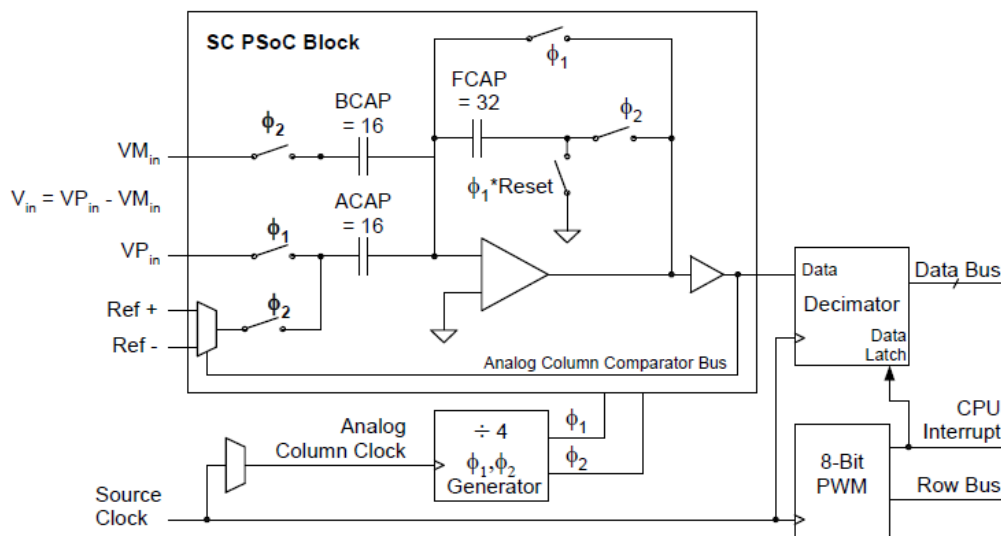 SC PSoC Block
ϕ1
FCAP
= 32
BCAP
= 16
ϕ2
ϕ2
VMin
ϕ1*Reset
Vin = VPin - VMin
ACAP
= 16
ϕ1
VPin
Ref +
ϕ2
Ref -
Data
Data Bus
Decimator
Data
Latch
Analog Column Comparator Bus
Analog
Column Clock
÷ 4
ϕ1,ϕ2
Generator
ϕ1
ϕ2
CPU
Interrupt
8-Bit
PWM
Row Bus
Source
Clock